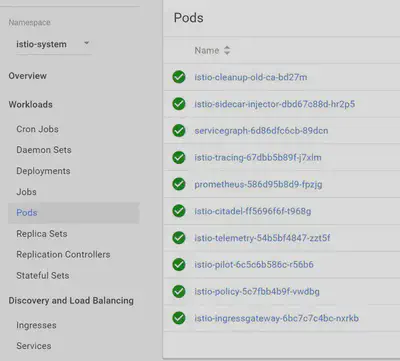 Namespace
istio-system
Overview
Workloads
Cron Jobs
Daemon Sets
Deployments
Jobs
Pods
Replica Sets
Replication Controllers
Stateful Sets
Discovery and Load Balancing
Ingresses
Services
Pods
Name
istio-cleanup-old-ca-bd27m
istio-sidecar-injector-dbd67c88d-hr2p5
servicegraph-6d86dfc6cb-89dcn
istio-tracing-67dbb5b89f-j7xlm
prometheus-586d95b8d9-fpzjg
istio-citadel-ff5696f6f-t968g
istio-telemetry-54b5bf4847-zzt5f
istio-pilot-6c5c6b586c-r56b6
istio-policy-5c7fbb4b9f-vwdbg
istio-ingressgateway-6bc7c7c4bc-nxrkb